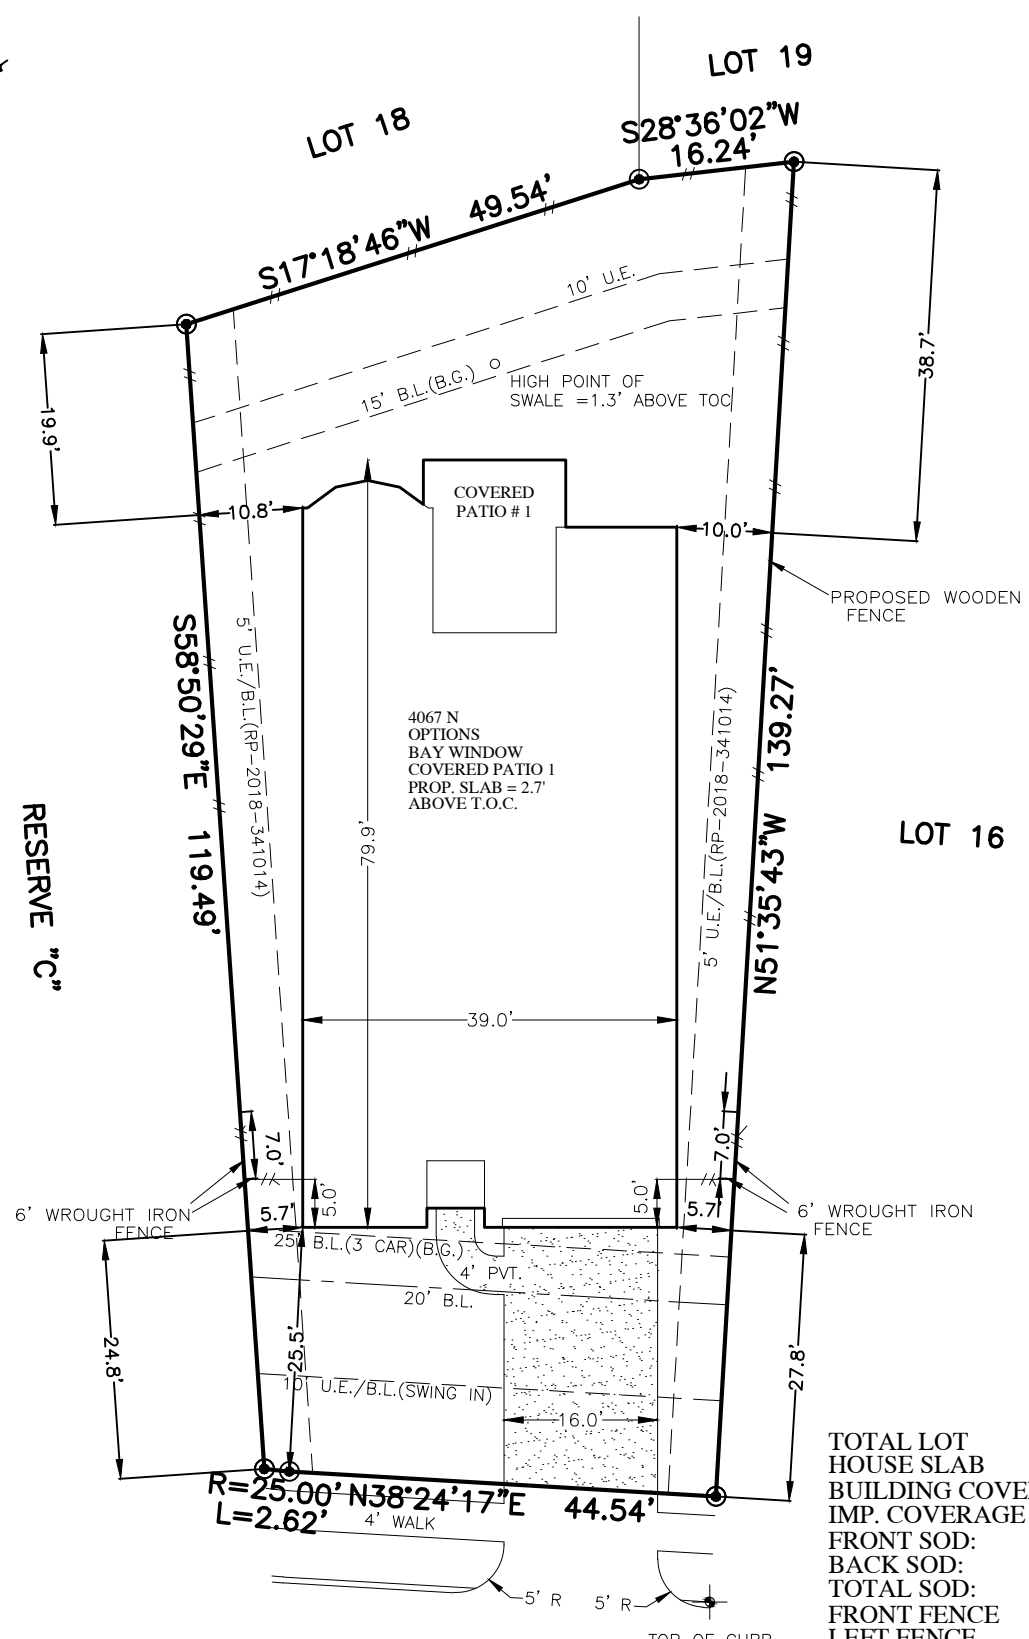 LOT 19
LOT 18
S28°36'02"W
16.24'
S17°18'46"W 49.54'
10' U.E.
15' B.L.(B.G.)
HIGH POINT OF
SWALE =1.3' ABOVE TOC
38.7'
19.9'
COVERED
PATIO # 1
10.8'
10.0'
PROPOSED WOODEN
FENCE
S58°50'29"E 119.49'
5' U.E./B.L.(RP-2018-341014)
4067 N
OPTIONS
BAY WINDOW
COVERED PATIO 1
PROP. SLAB = 2.7'
ABOVE T.O.C.
79.9'
5' U.E./B.L.(RP-2018-341014)
N51°35'43"W 139.27'
RESERVE "C"
LOT 16
39.0'
7.0'
7.0'
5.0'
5.0'
6' WROUGHT IRON
FENCE
5.7'
5.7'
6' WROUGHT IRON
FENCE
25' B.L.(3 CAR)(B.G.)
4' PVT.
20' B.L.
24.8'
25.5'
27.8'
10' U.E./B.L.(SWING IN)
16.0'
R=25.00' N38°24'17"E 44.54'
L=2.62'
4' WALK
5' R
5' R
TOP OF CURB
TOTAL LOT
HOUSE SLAB
BUILDING COVE
IMP. COVERAGE
FRONT SOD:
BACK SOD:
TOTAL SOD:
FRONT FENCE
LEFT FENCE